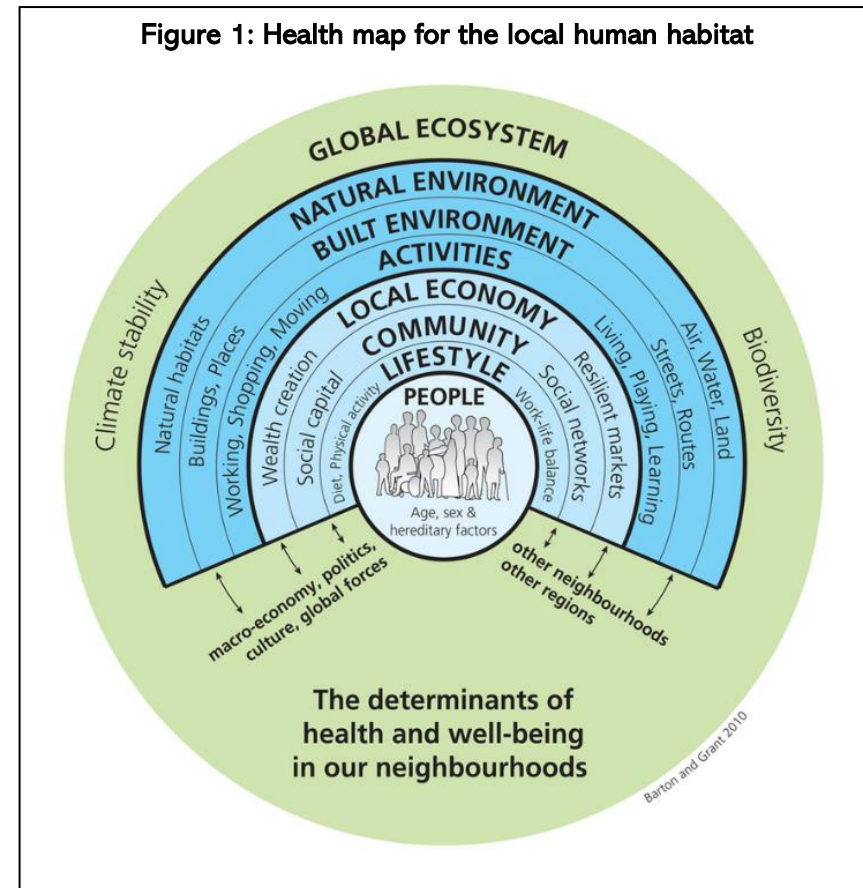 Figure 1: Health map for the local human habitat
GLOBAL ECOSYSTEM
NATURAL ENVIRONMENT
BUILT ENVIRONMENT
ACTIVITIES
LOCAL ECONOMY
COMMUNITY
LIFESTYLE
PEOPLE
Age, sex &
hereditary factors
Climate stability
Natural habitats
Buildings, Places
Working, Shopping, Moving
Wealth creation
Social capital
Diet, Physical activity
Work-life balance
Social networks
Resilient markets
Living, Playing, Learning
Streets, Routes
Air, Water, Land
Biodiversity
macro-economy, politics,
culture, global forces
other neighbourhoods
other regions
The determinants of
health and well-being
in our neighbourhoods
Barton and Grant 2010